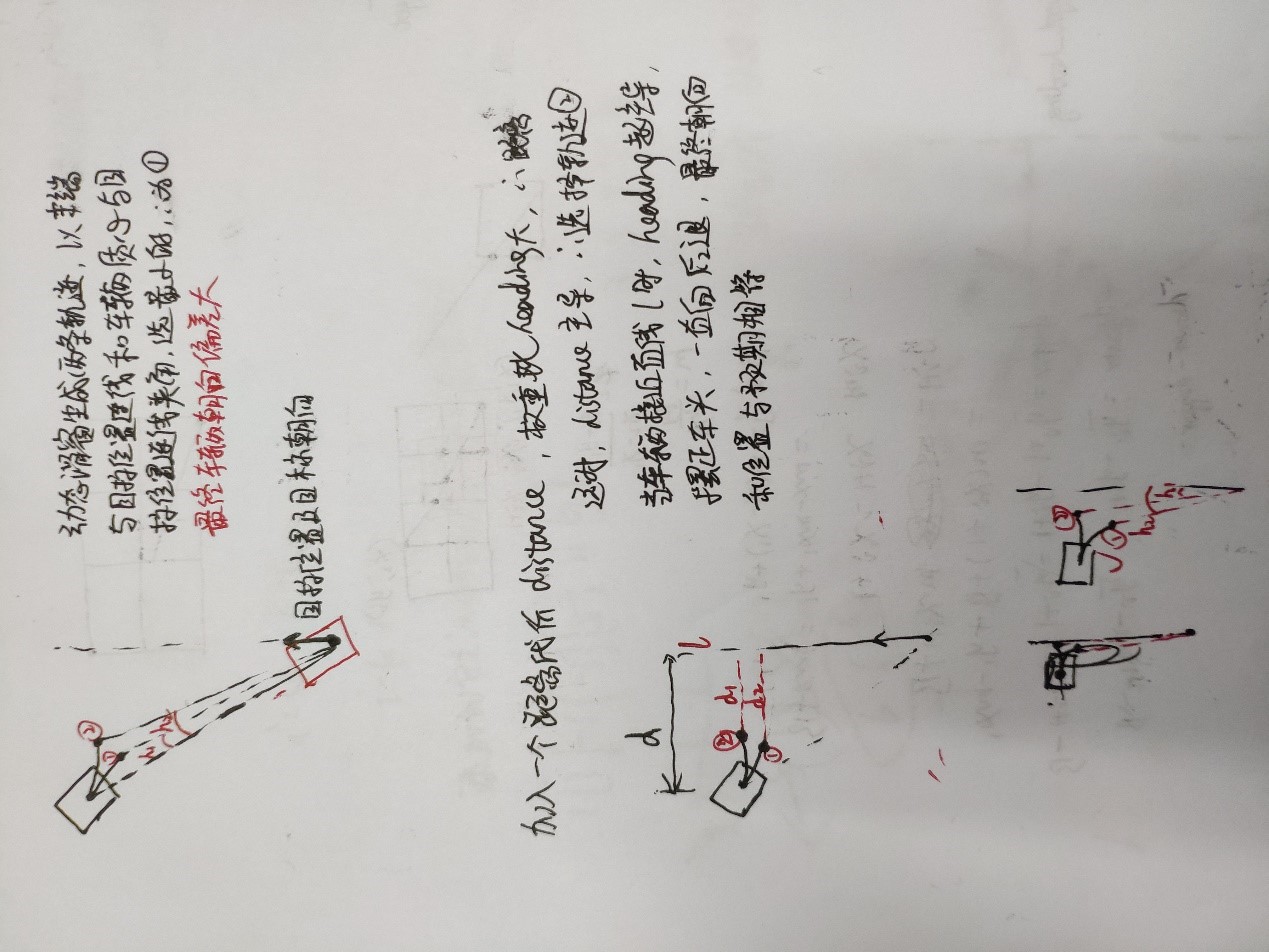 ②
①
h₁
h₂
动态滑窗生成两条轨迹，以末端
与目标位置连线和车辆质心与目
标位置连线夹角，选最小的，∴为①
最终车辆朝向偏差大
目标位置及目标朝向
加入一个距离代价 distance，权重较heading大，∴距离
远时，distance主导，∴选择轨迹②
当车辆接近直线 l 时，heading起主导，
摆正车头，一直向后退，最终朝向
和位置与预期相符
d
l
② d₁
① d₂
②
①
h₂
h₁